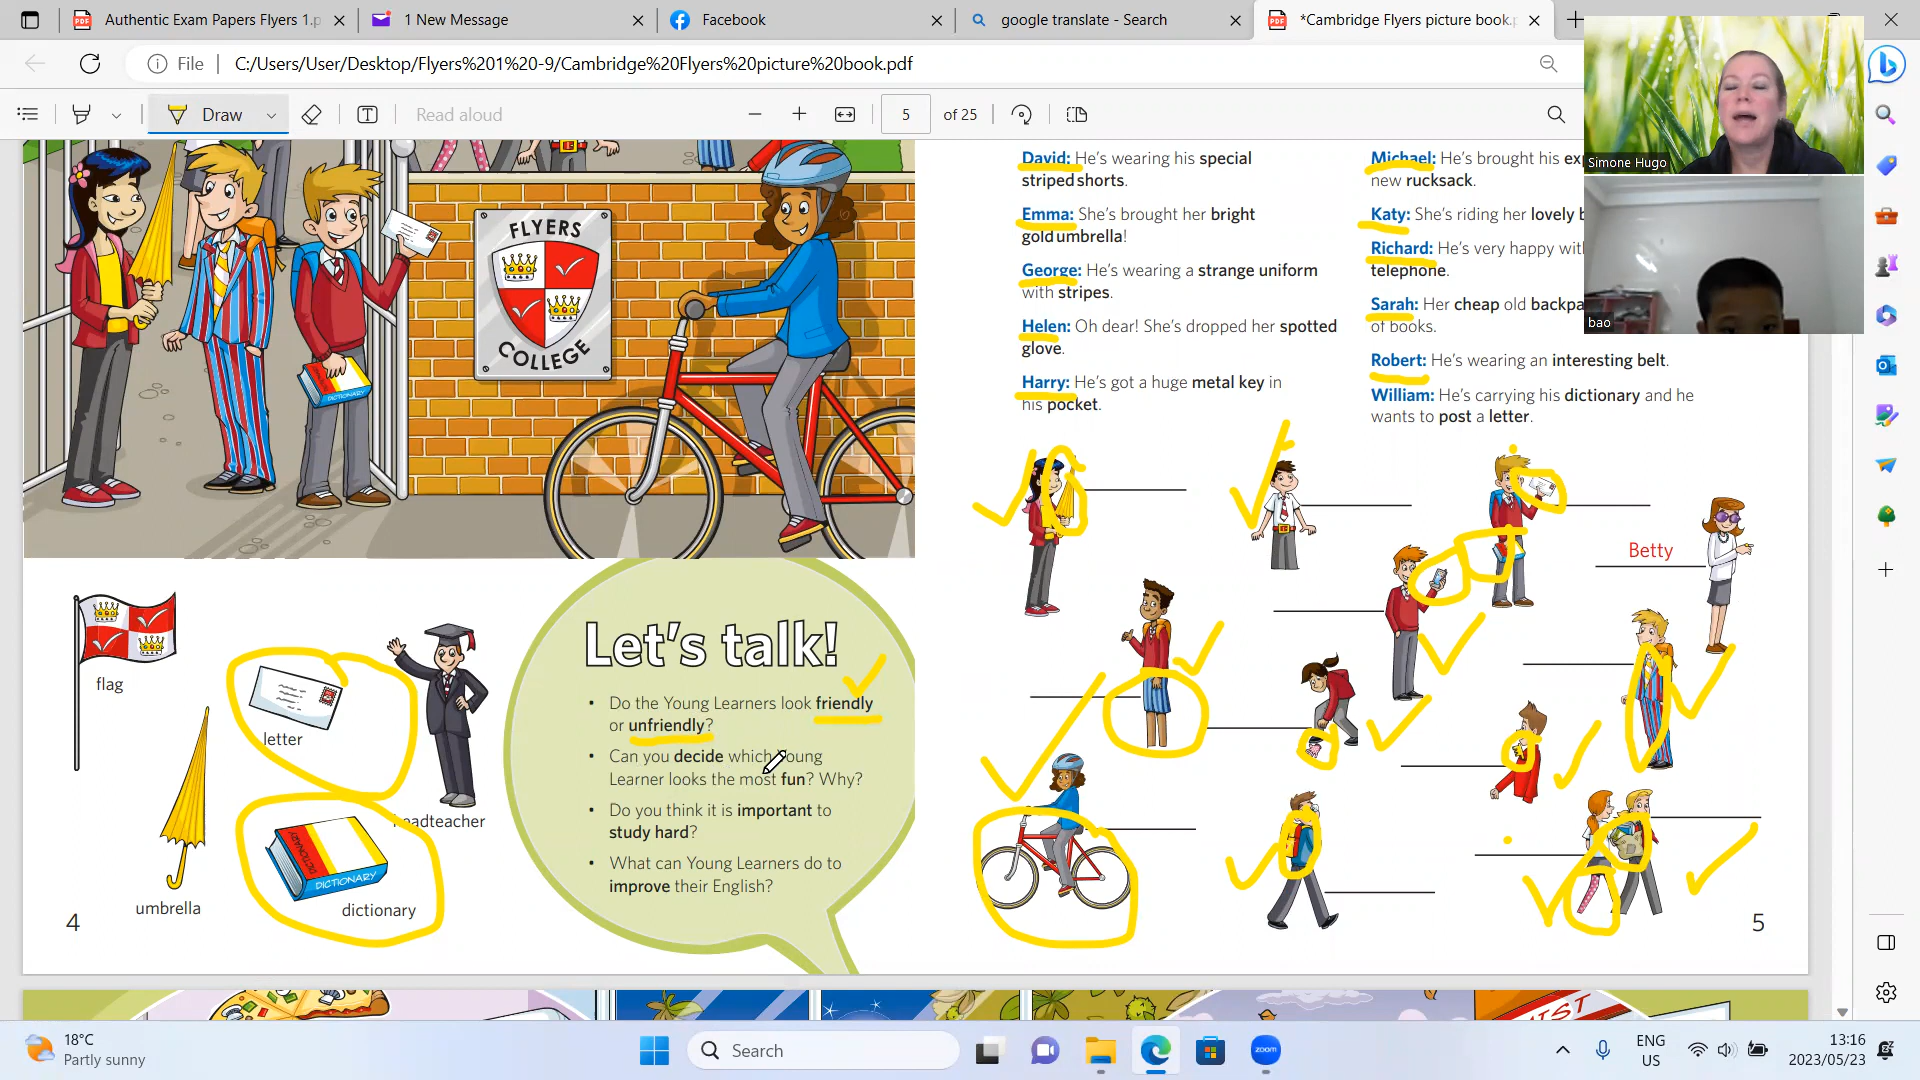 Authentic Exam Papers Flyers 1.p
1 New Message
Facebook
google translate - Search
*Cambridge Flyers picture book.p
File
C:/Users/User/Desktop/Flyers%201%20-9/Cambridge%20Flyers%20picture%20book.pdf
Draw
Read aloud
5
of 25
Simone Hugo
bao
FLYERS
COLLEGE
DICTIONARY
David: He's wearing his special
striped shorts.
Emma: She's brought her bright
gold umbrella!
George: He's wearing a strange uniform
with stripes.
Helen: Oh dear! She's dropped her spotted
glove.
Harry: He's got a huge metal key in
his pocket.
Michael: He's brought his ex
new rucksack.
Katy: She's riding her lovely b
Richard: He's very happy wit
telephone.
Sarah: Her cheap old backpa
of books.
Robert: He's wearing an interesting belt.
William: He's carrying his dictionary and he
wants to post a letter.
Betty
flag
letter
headteacher
umbrella
DICTIONARY
DICTIONARY
dictionary
4
Let's talk!
• Do the Young Learners look friendly
or unfriendly?
• Can you decide which Young
Learner looks the most fun? Why?
• Do you think it is important to
study hard?
• What can Young Learners do to
improve their English?
5
18°C
Partly sunny
Search
zoom
ENG
US
13:16
2023/05/23